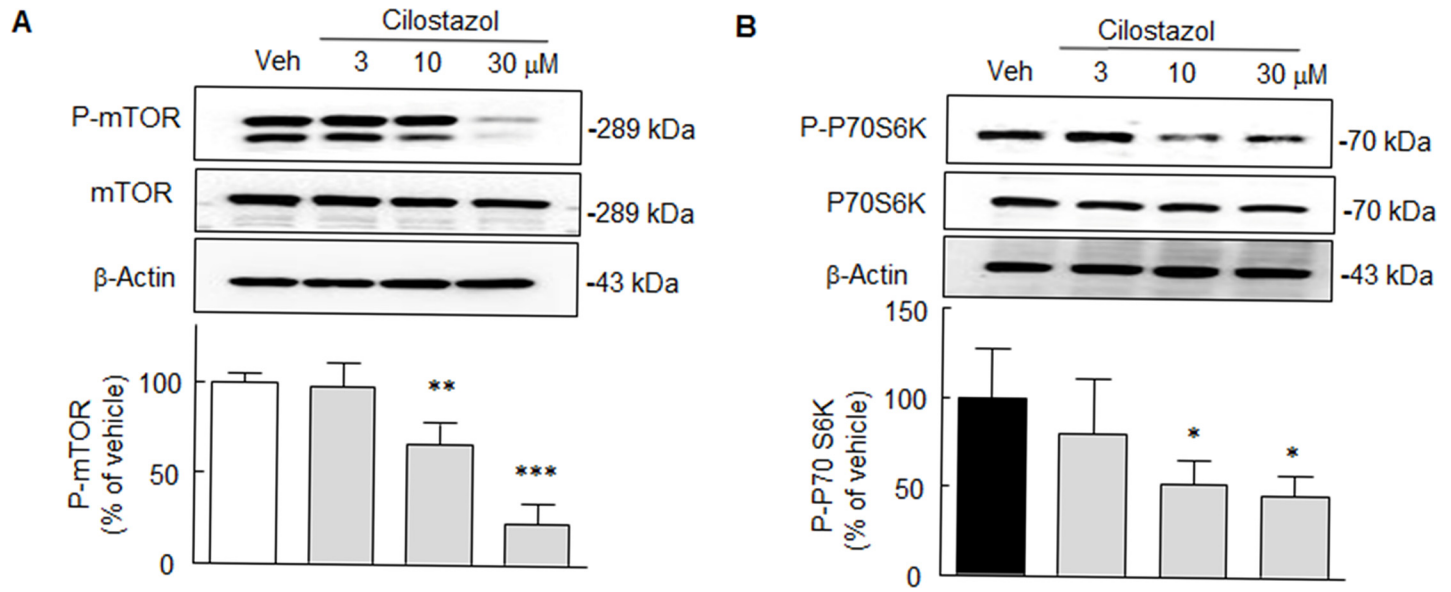 A
Cilostazol
Veh 3 10 30 μM
P-mTOR
-289 kDa
mTOR
-289 kDa
β-Actin
-43 kDa
P-mTOR
(% of vehicle)
100
50
0
**
***
B
Cilostazol
Veh 3 10 30 μM
P-P70S6K
-70 kDa
P70S6K
-70 kDa
β-Actin
-43 kDa
P-P70 S6K
(% of vehicle)
150
100
50
0
*
*